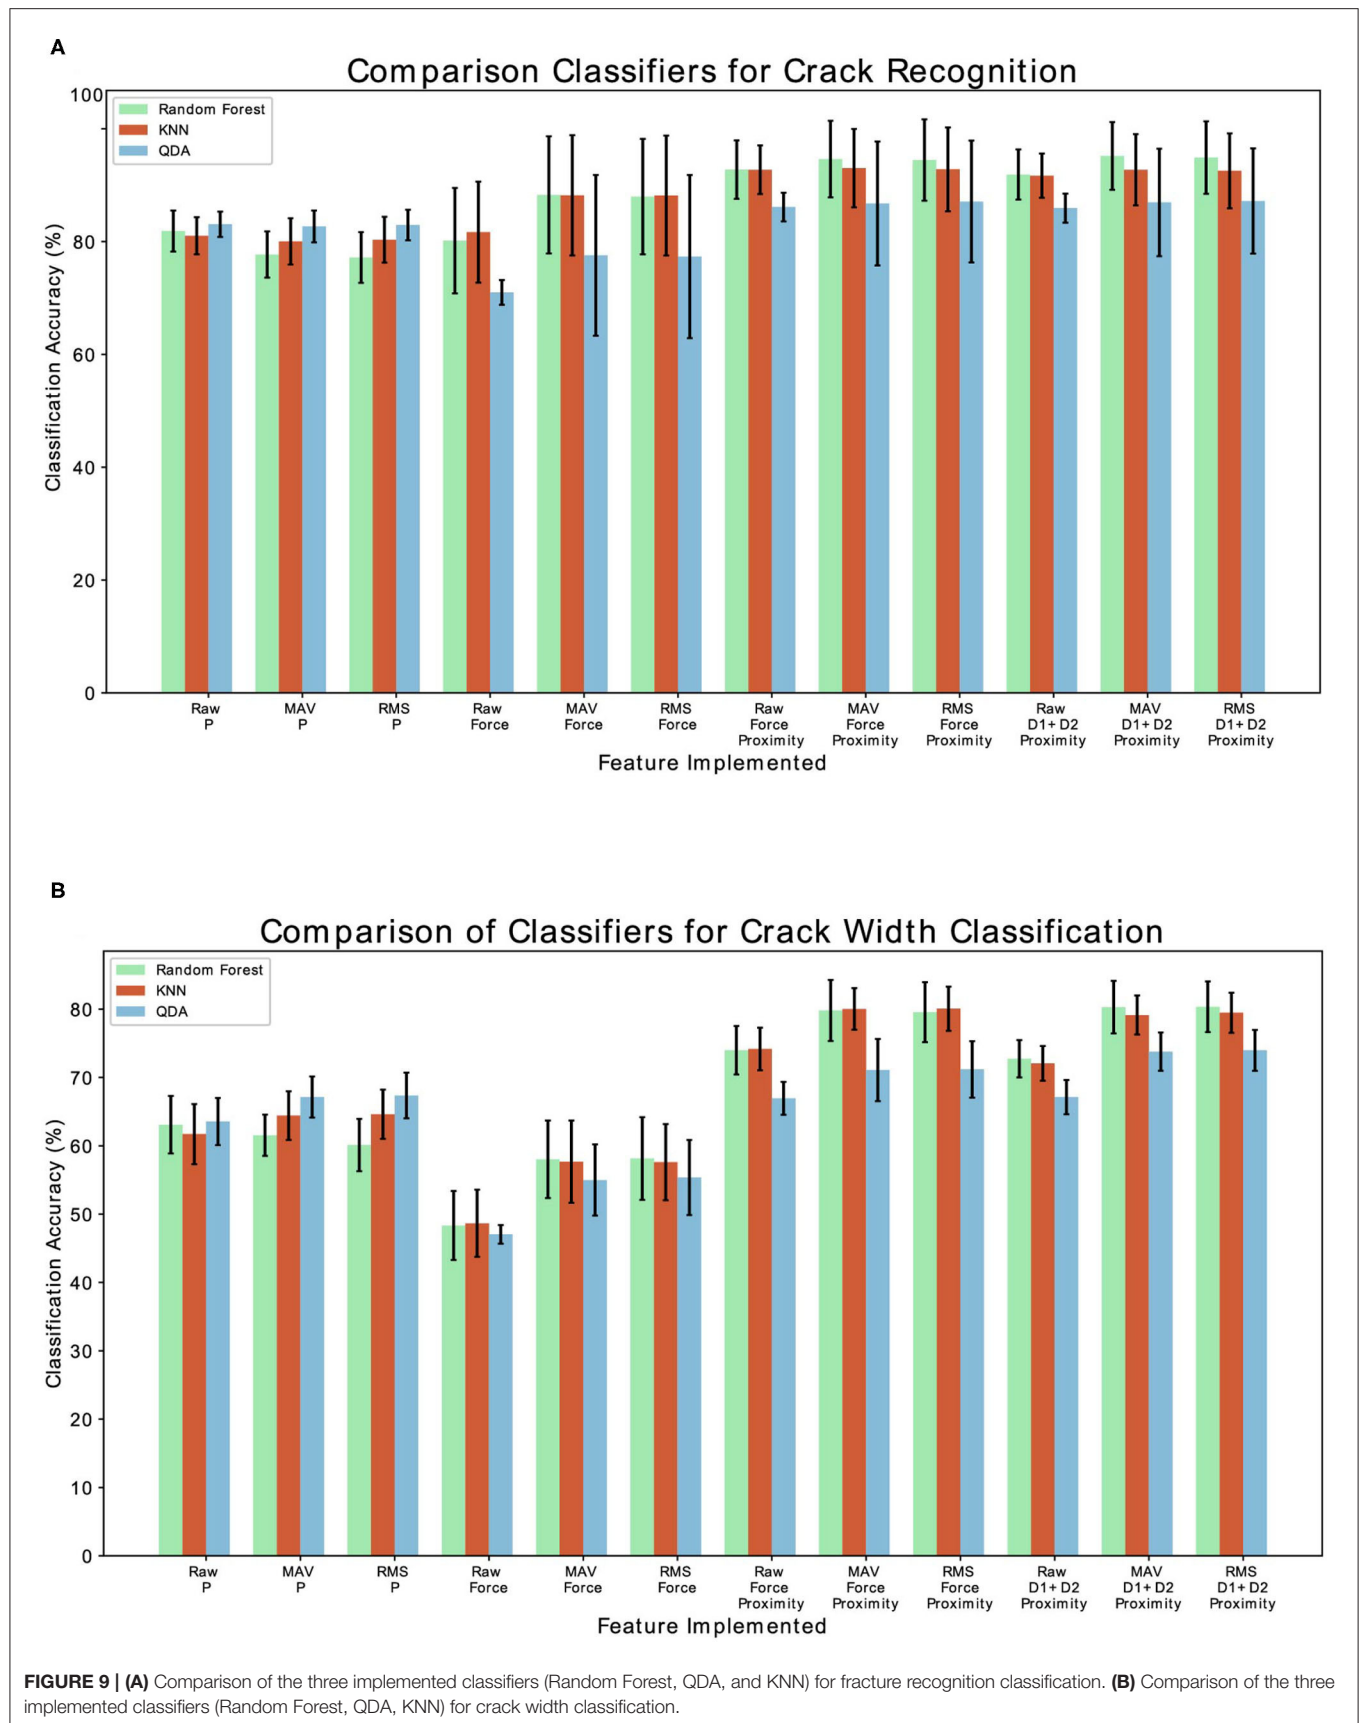 A
Comparison Classifiers for Crack Recognition
100
80
60
40
20
0
Classification Accuracy (%)
Random Forest
KNN
QDA
Raw P
MAV P
RMS P
Raw Force
MAV Force
RMS Force
Raw Force Proximity
MAV Force Proximity
RMS Force Proximity
Raw D1+D2 Proximity
MAV D1+D2 Proximity
RMS D1+D2 Proximity
Feature Implemented
B
Comparison of Classifiers for Crack Width Classification
80
70
60
50
40
30
20
10
0
Classification Accuracy (%)
Random Forest
KNN
QDA
Raw P
MAV P
RMS P
Raw Force
MAV Force
RMS Force
Raw Force Proximity
MAV Force Proximity
RMS Force Proximity
Raw D1+D2 Proximity
MAV D1+D2 Proximity
RMS D1+D2 Proximity
Feature Implemented
FIGURE 9 | (A) Comparison of the three implemented classifiers (Random Forest, QDA, and KNN) for fracture recognition classification. (B) Comparison of the three
implemented classifiers (Random Forest, QDA, KNN) for crack width classification.